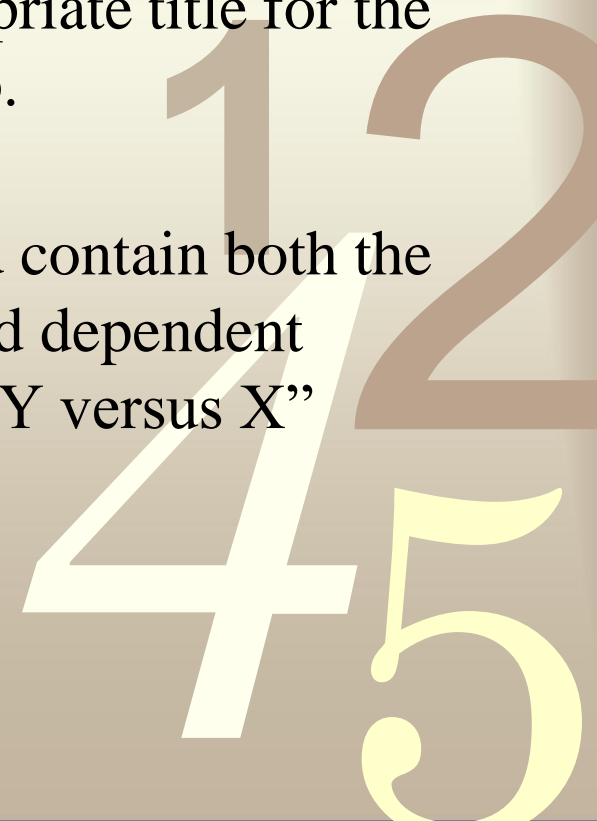 priate title for the
.
contain both the
d dependent
Y versus X”
1
2
4
5